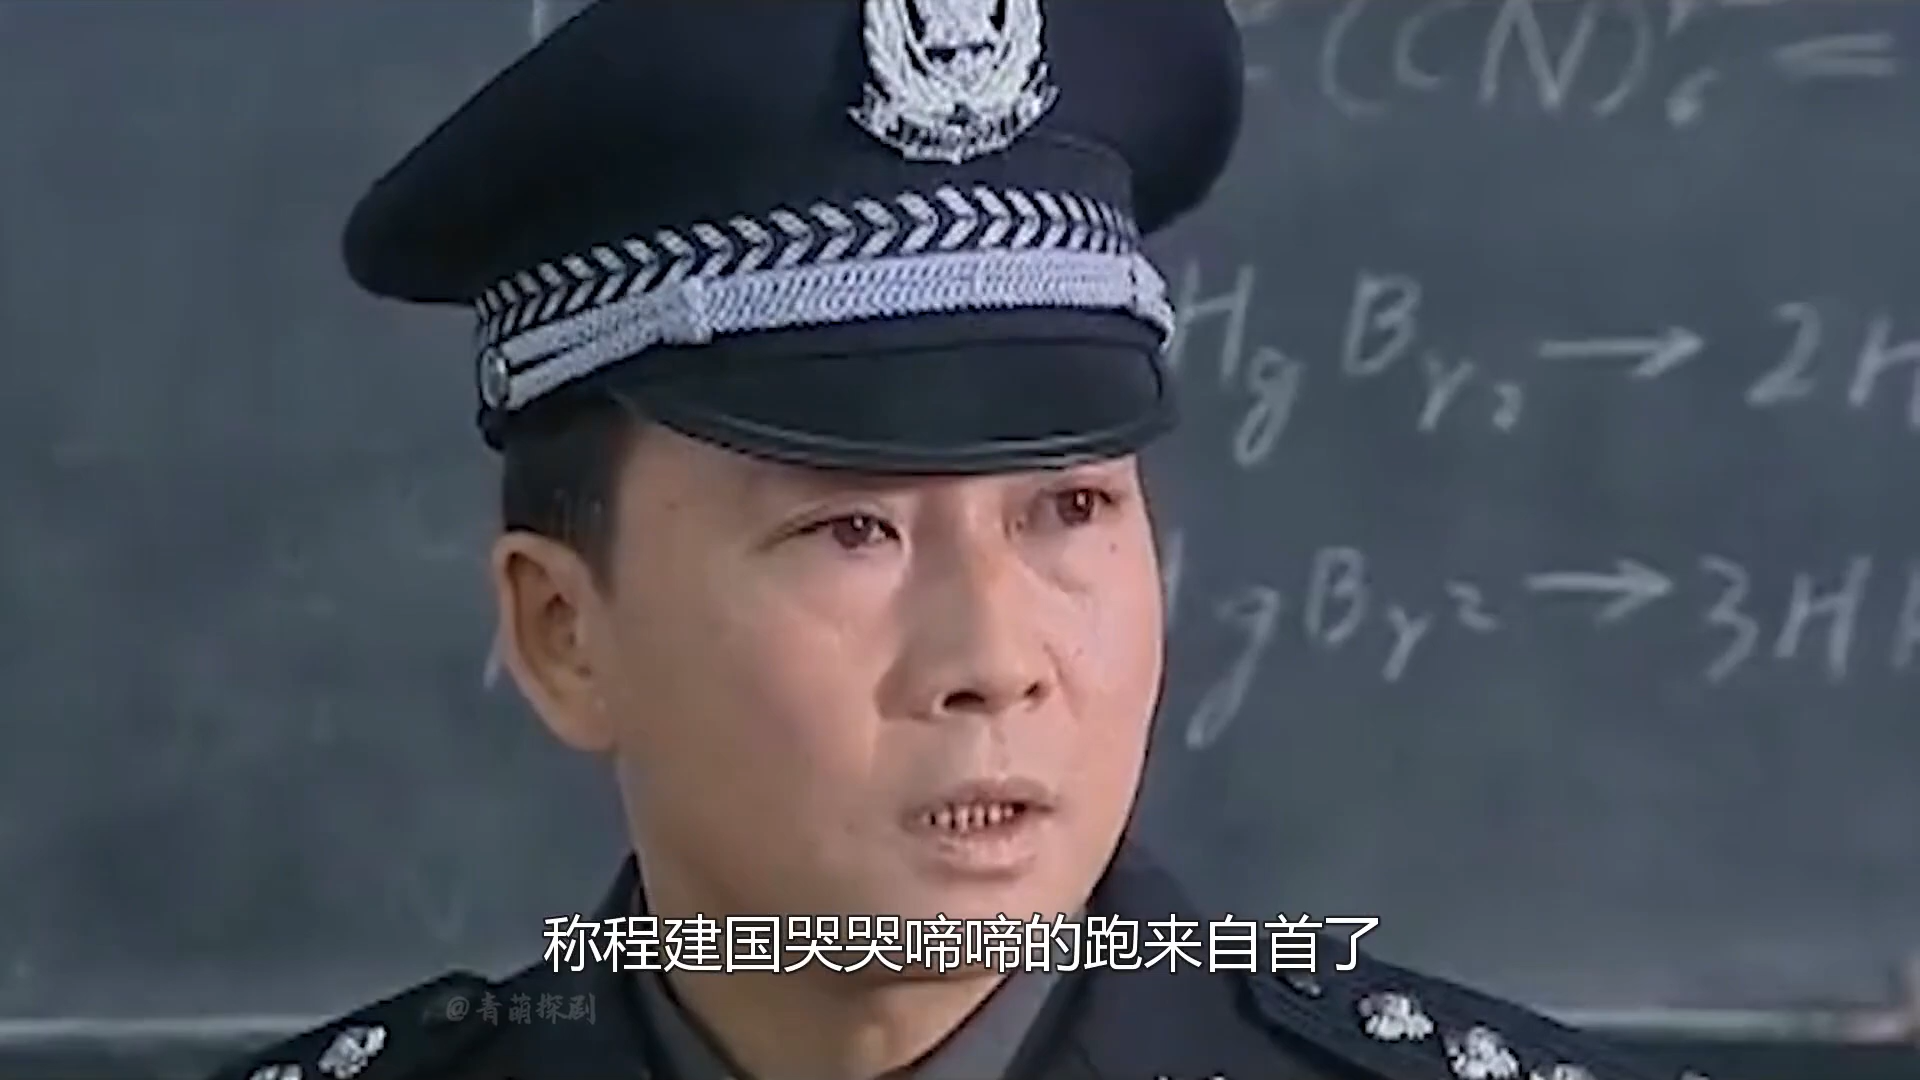 (CN)₆ =
HgBr₂ → 2H
gBr₂ → 3H
称程建国哭哭啼啼的跑来自首了
@青萌探剧